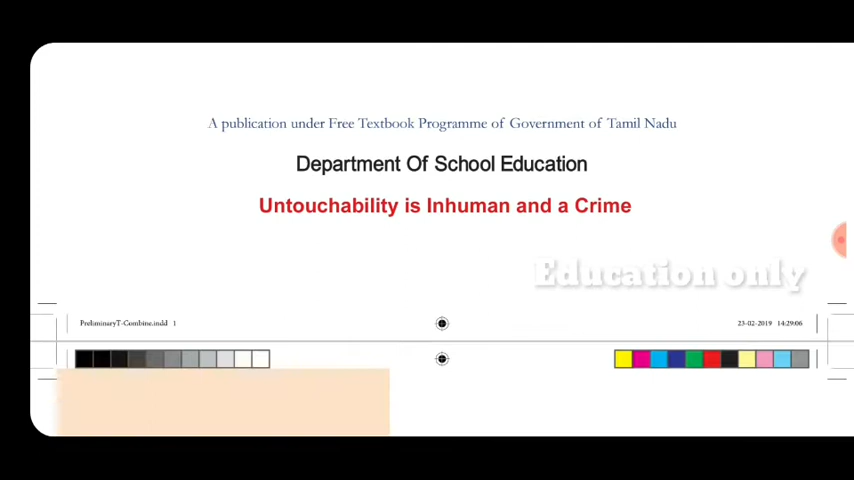 A publication under Free Textbook Programme of Government of Tamil Nadu
Department Of School Education
Untouchability is Inhuman and a Crime
Education only
PreliminaryT-Combine.indd 1
23-02-2019 14:29:06